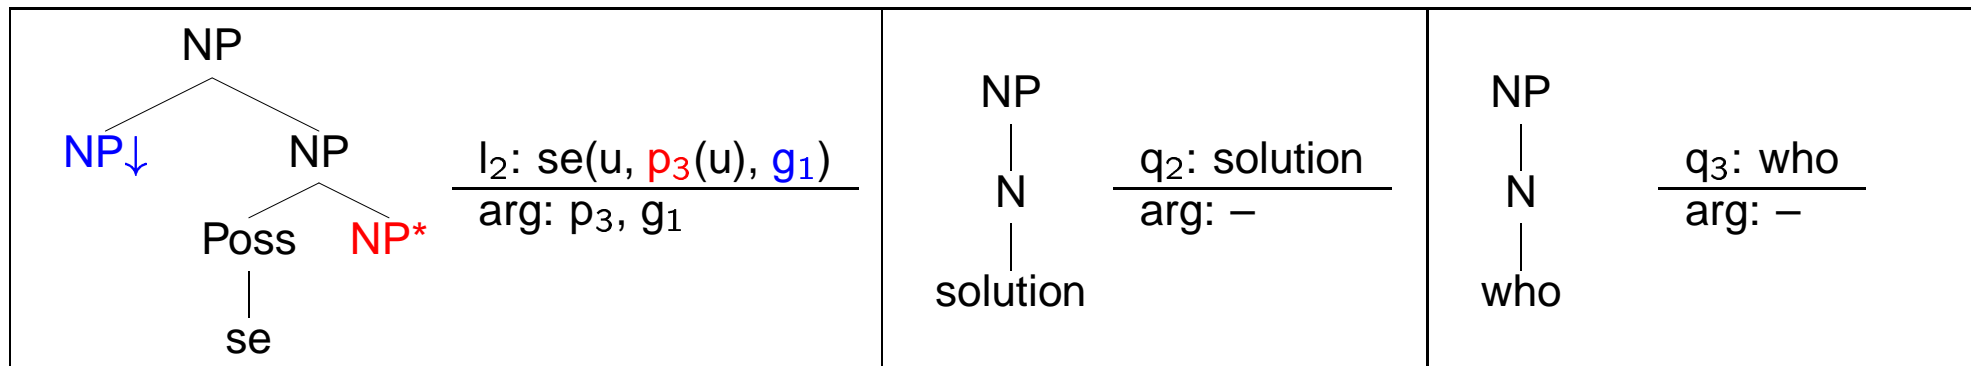 NP
NP↓ NP
Poss NP*
se
l₂: se(u, p₃(u), g₁)
arg: p₃, g₁
NP
N
solution
q₂: solution
arg: –
NP
N
who
q₃: who
arg: –